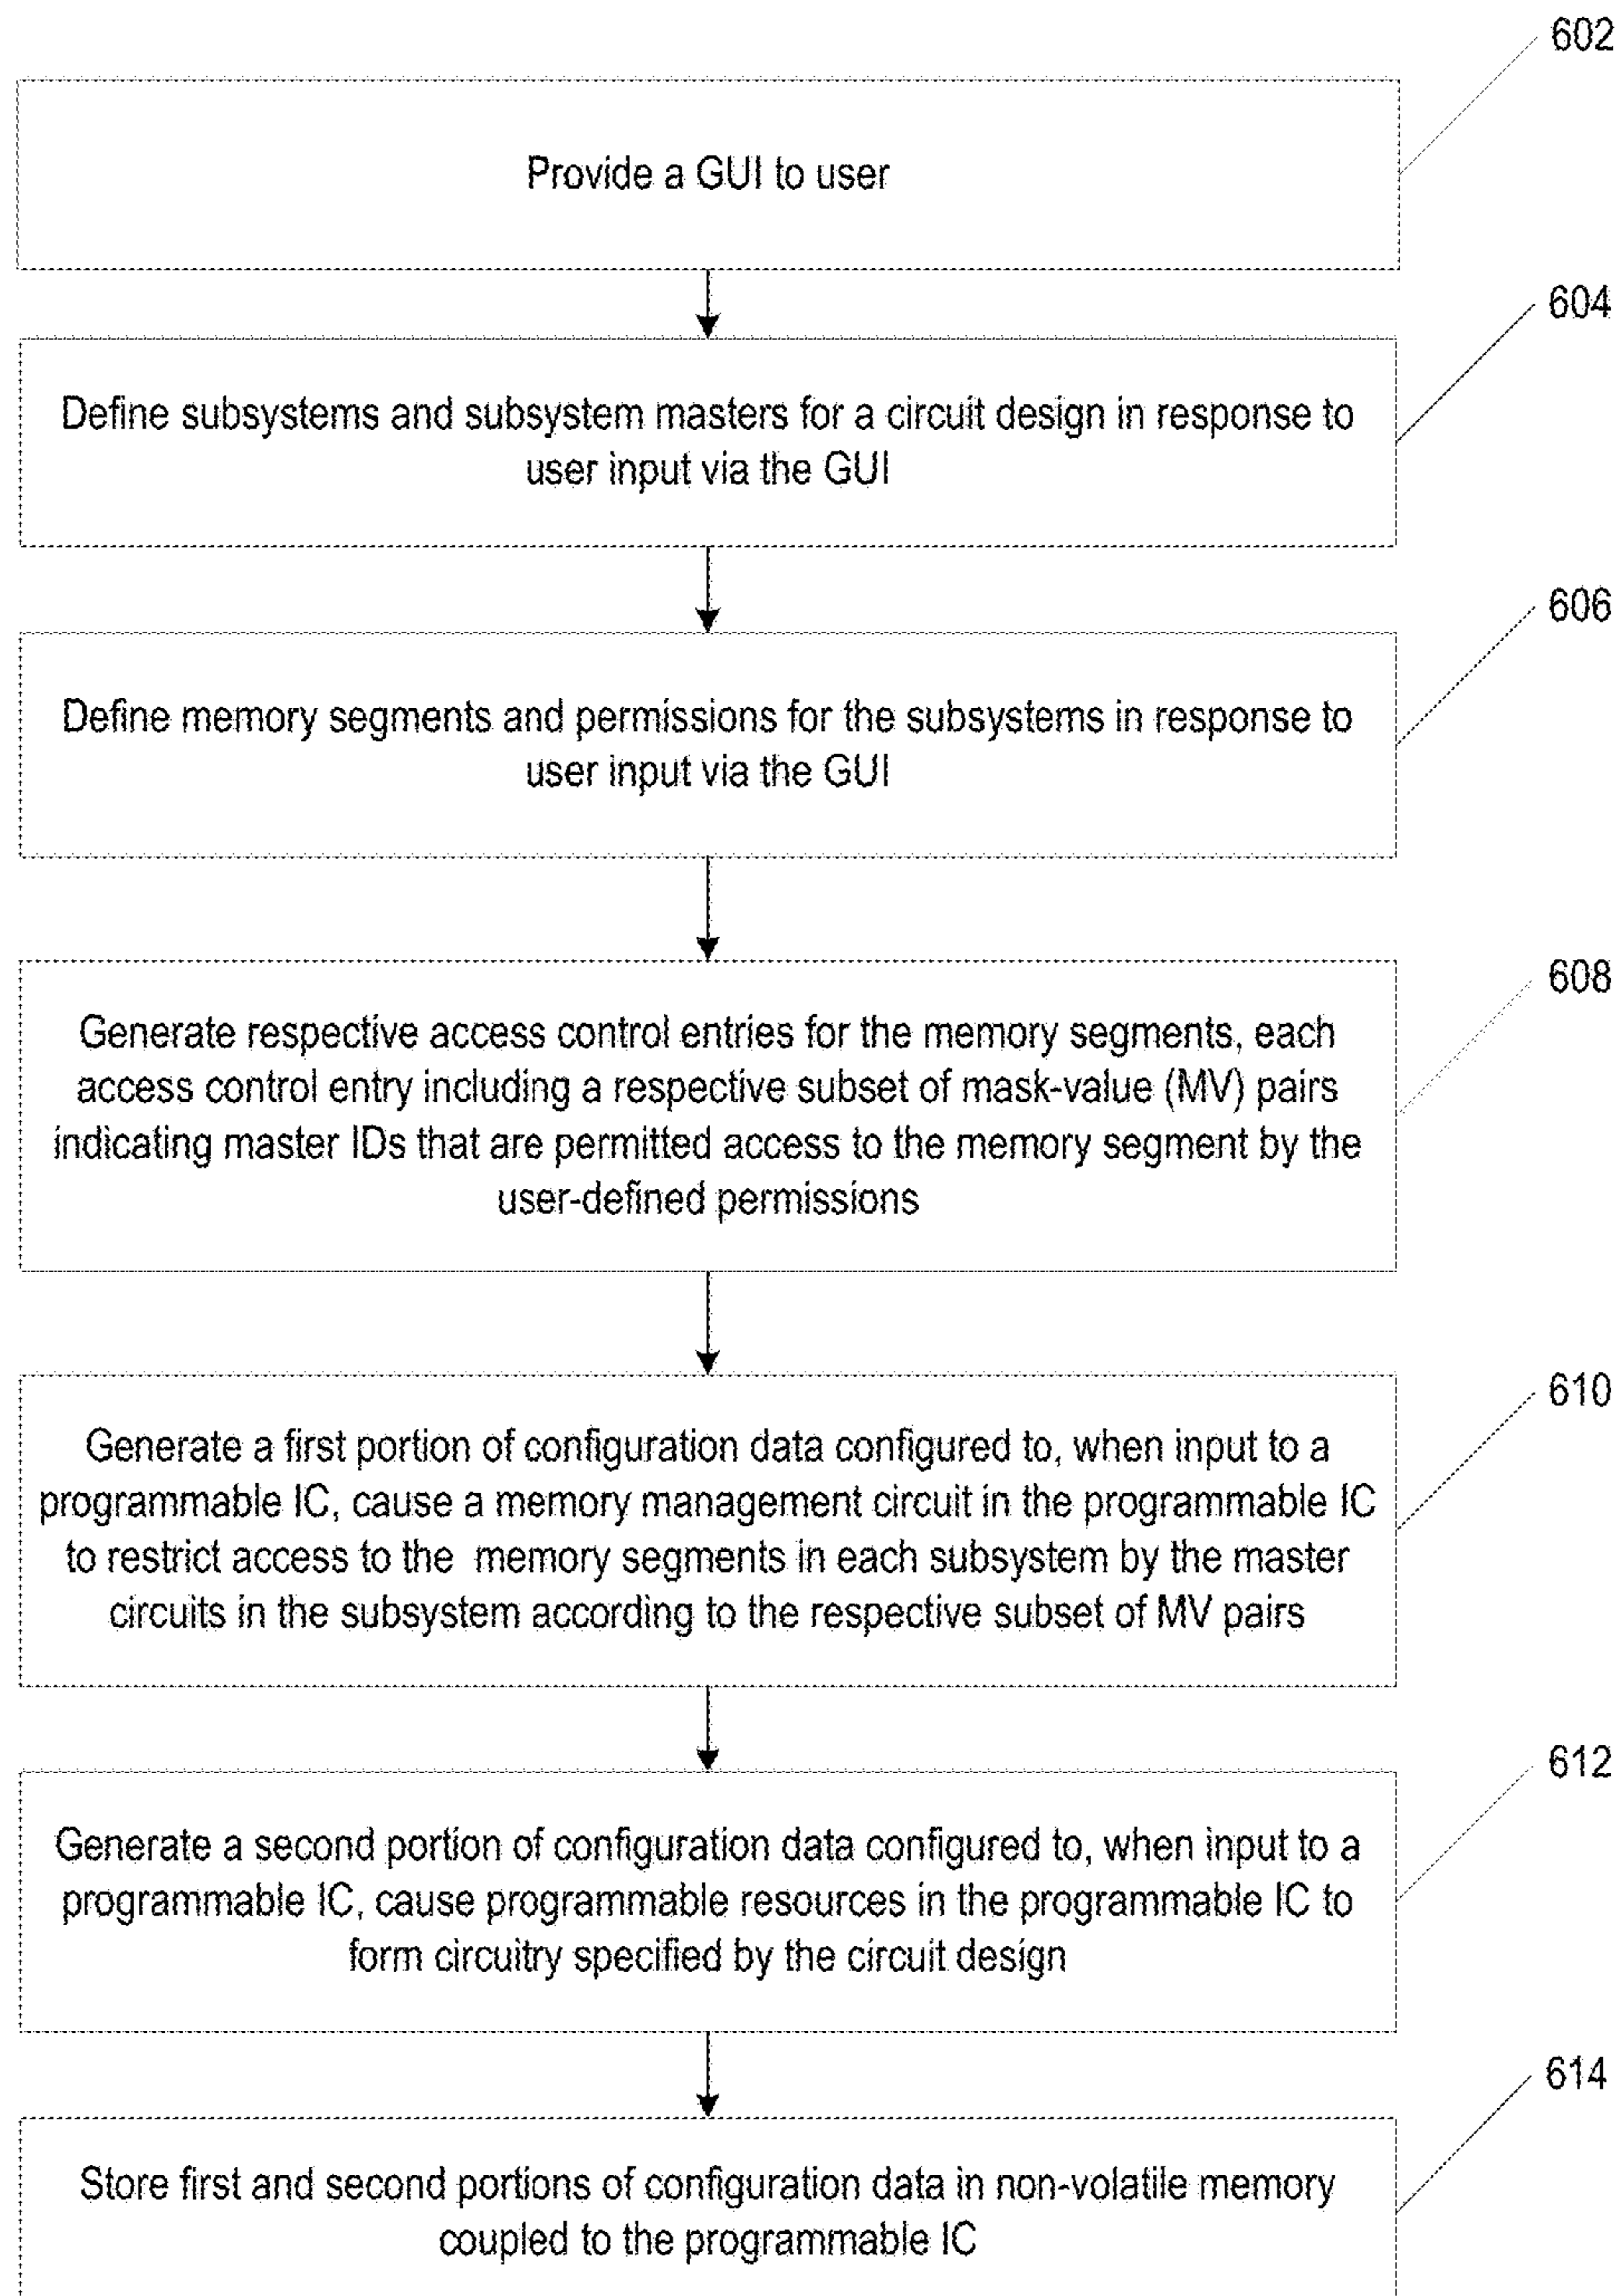 602
Provide a GUI to user
604
Define subsystems and subsystem masters for a circuit design in response to
user input via the GUI
606
Define memory segments and permissions for the subsystems in response to
user input via the GUI
608
Generate respective access control entries for the memory segments, each
access control entry including a respective subset of mask-value (MV) pairs
indicating master IDs that are permitted access to the memory segment by the
user-defined permissions
610
Generate a first portion of configuration data configured to, when input to a
programmable IC, cause a memory management circuit in the programmable IC
to restrict access to the memory segments in each subsystem by the master
circuits in the subsystem according to the respective subset of MV pairs
612
Generate a second portion of configuration data configured to, when input to a
programmable IC, cause programmable resources in the programmable IC to
form circuitry specified by the circuit design
614
Store first and second portions of configuration data in non-volatile memory
coupled to the programmable IC